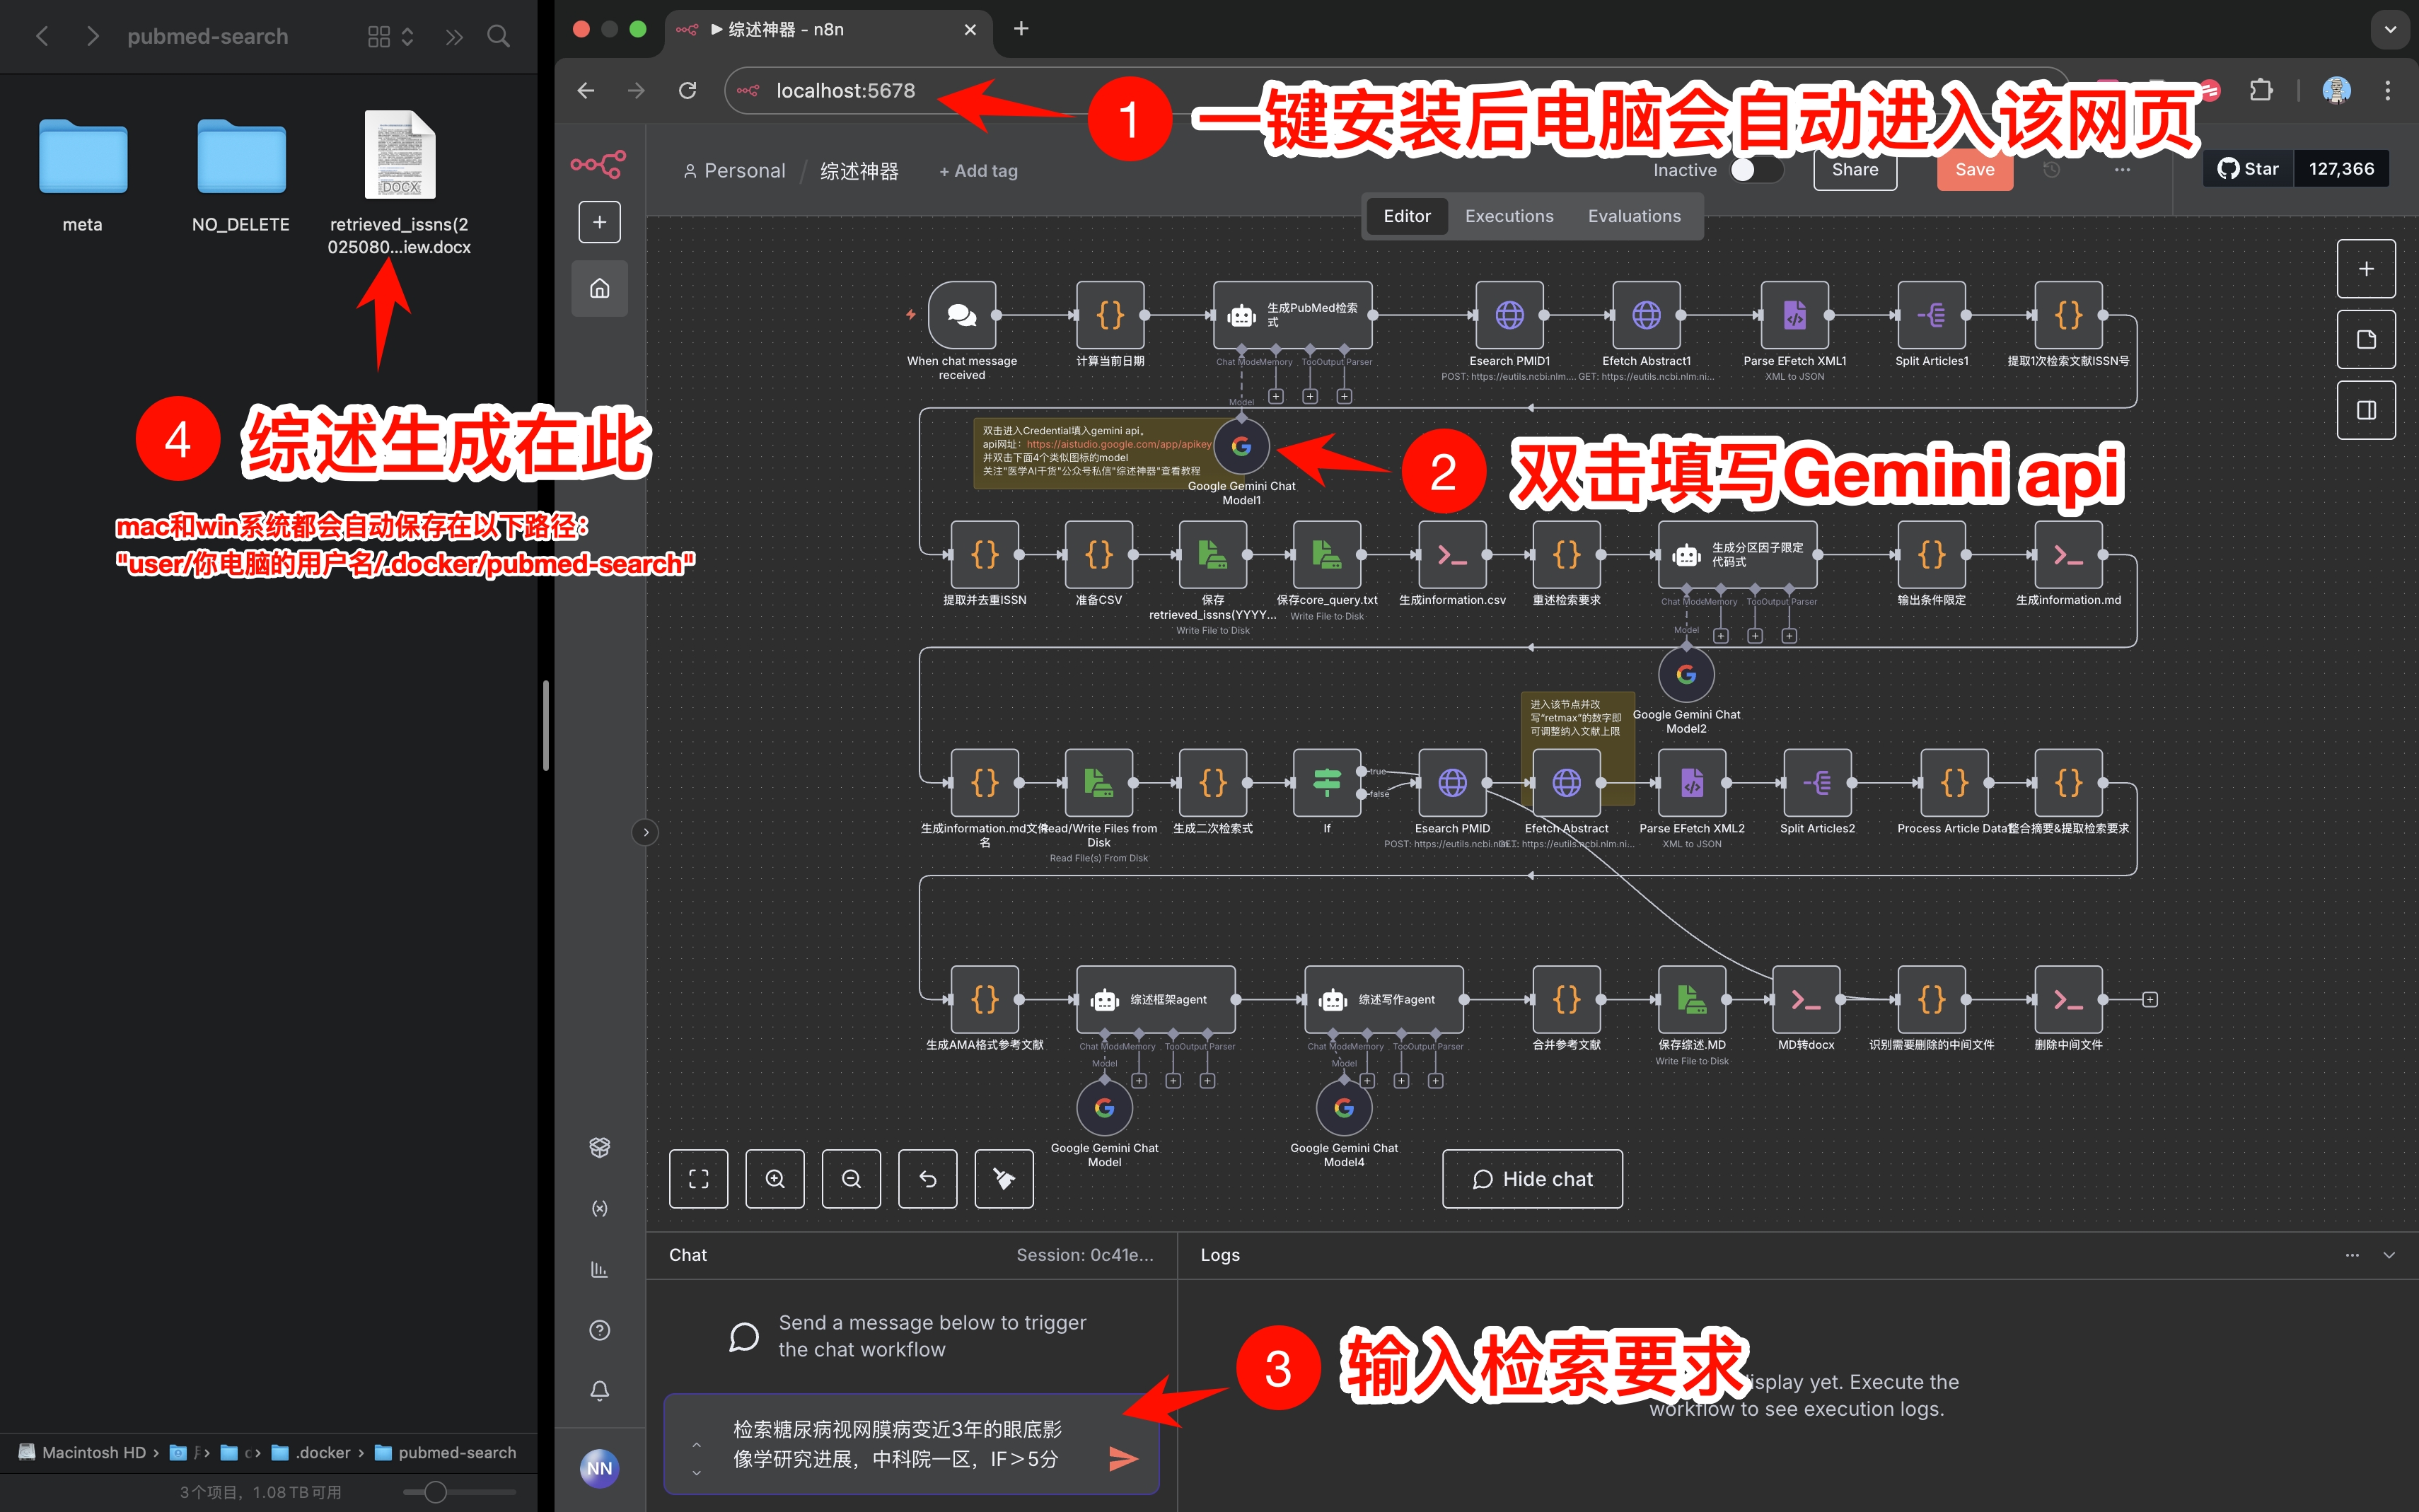 pubmed-search
meta
NO_DELETE
DOCX
retrieved_issns(2
025080...iew.docx
4 综述生成在此
mac和win系统都会自动保存在以下路径：
"user/你电脑的用户名/.docker/pubmed-search"
Macintosh HD
.docker
pubmed-search
3个项目，1.08 TB可用
综述神器 - n8n
localhost:5678
1 一键安装后电脑会自动进入该网页
Personal / 综述神器 + Add tag
Inactive
Share
Save
Star 127,366
Editor Executions Evaluations
When chat message
received
计算当前日期
生成PubMed检索
式
Chat Mode Memory Too Output Parser
Model
Esearch PMID1
POST: https://eutils.ncbi.nlm....
Efetch Abstract1
GET: https://eutils.ncbi.nlm.ni...
Parse EFetch XML1
XML to JSON
Split Articles1
提取1次检索文献ISSN号
双击进入Credential填入gemini api。
api网址：https://aistudio.google.com/app/apikey
并双击下面4个类似图标的model
关注"医学AI干货"公众号私信"综述神器"查看教程
Google Gemini Chat
Model1
2 双击填写Gemini api
提取并去重ISSN
准备CSV
保存
retrieved_issns(YYYY...
Write File to Disk
保存core_query.txt
Write File to Disk
生成information.csv
重述检索要求
生成分区因子限定
代码式
Chat Mode Memory Too Output Parser
Model
输出条件限定
生成information.md
Google Gemini Chat
Model2
进入该节点并改
写"retmax"的数字即
可调整纳入文献上限
生成information.md文件
名
Read/Write Files from
Disk
Read File(s) From Disk
生成二次检索式
If
true
false
Esearch PMID
POST: https://eutils.ncbi.nlm
Efetch Abstract
GET: https://eutils.ncbi.nlm.ni...
Parse EFetch XML2
XML to JSON
Split Articles2
Process Article Data
整合摘要&提取检索要求
生成AMA格式参考文献
综述框架agent
Chat Mode Memory Too Output Parser
Model
Google Gemini Chat
Model
综述写作agent
Chat Mode Memory Too Output Parser
Model
Google Gemini Chat
Model4
合并参考文献
保存综述.MD
Write File to Disk
MD转docx
识别需要删除的中间文件
删除中间文件
Hide chat
Chat
Session: 0c41e...
Logs
Send a message below to trigger
the chat workflow
3 输入检索要求
display yet. Execute the
workflow to see execution logs.
检索糖尿病视网膜病变近3年的眼底影
像学研究进展，中科院一区，IF＞5分
NN